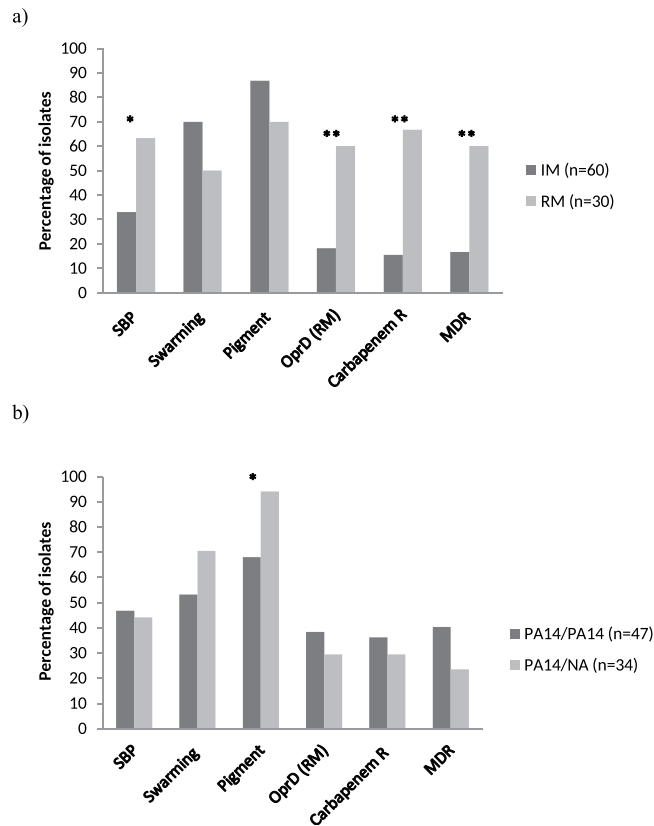 a)
Percentage of isolates
100
90
80
70
60
50
40
30
20
10
0
*
**
**
**
SBP
Swarming
Pigment
OprD (RM)
Carbapenem R
MDR
IM (n=60)
RM (n=30)
b)
Percentage of isolates
100
90
80
70
60
50
40
30
20
10
0
*
SBP
Swarming
Pigment
OprD (RM)
Carbapenem R
MDR
PA14/PA14 (n=47)
PA14/NA (n=34)